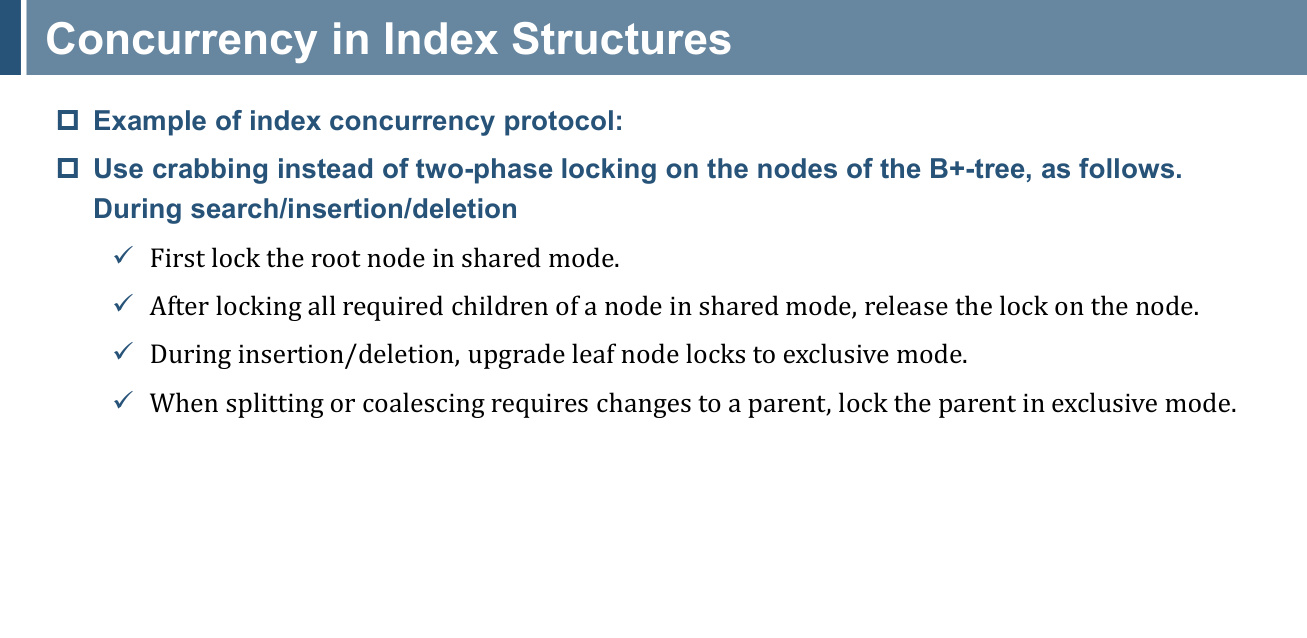 Concurrency in Index Structures
Example of index concurrency protocol:
Use crabbing instead of two-phase locking on the nodes of the B+-tree, as follows.
During search/insertion/deletion
First lock the root node in shared mode.
After locking all required children of a node in shared mode, release the lock on the node.
During insertion/deletion, upgrade leaf node locks to exclusive mode.
When splitting or coalescing requires changes to a parent, lock the parent in exclusive mode.